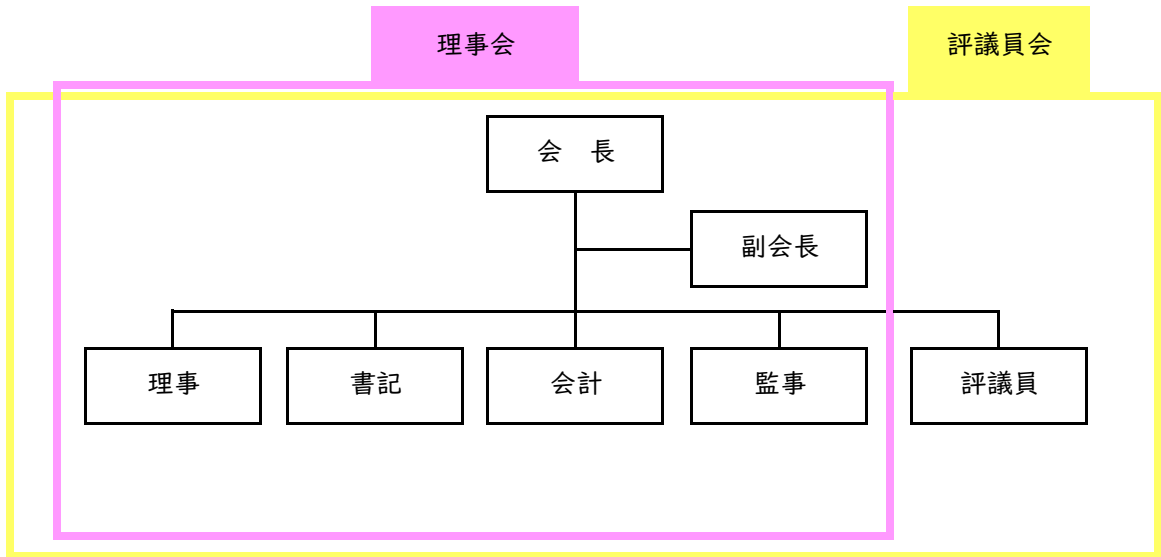 理事会
評議員会
会　長
副会長
理事
書記
会計
監事
評議員